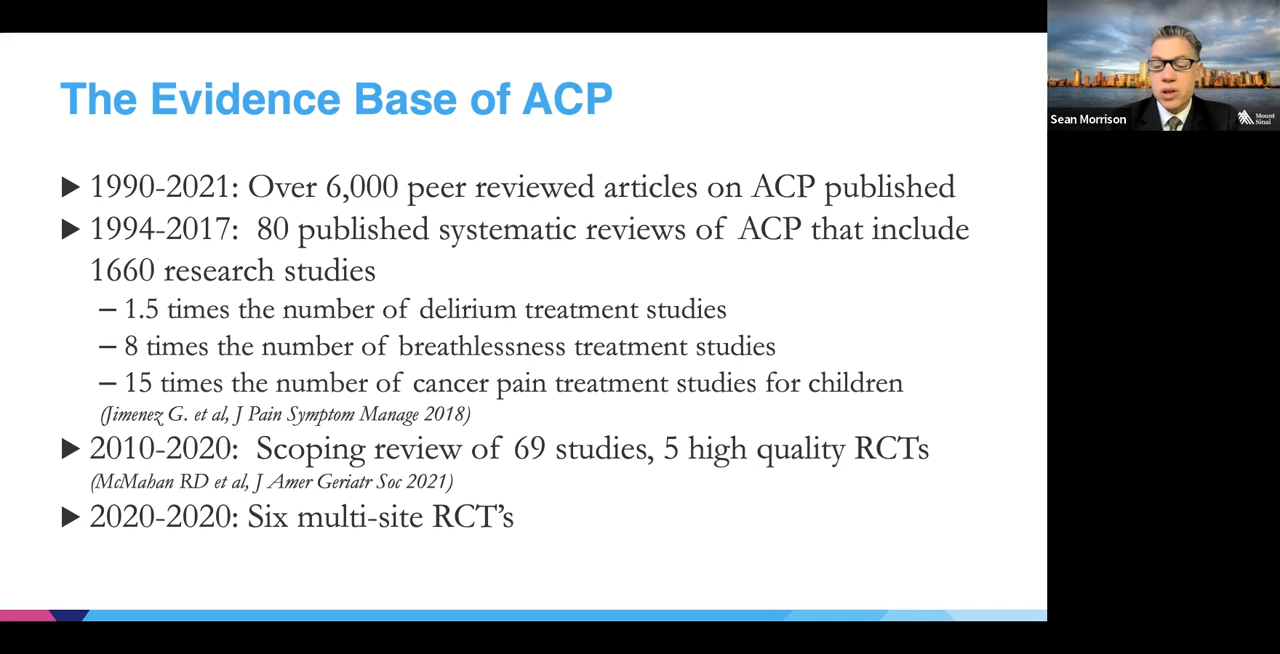 The Evidence Base of ACP
▶ 1990-2021: Over 6,000 peer reviewed articles on ACP published
▶ 1994-2017: 80 published systematic reviews of ACP that include
1660 research studies
– 1.5 times the number of delirium treatment studies
– 8 times the number of breathlessness treatment studies
– 15 times the number of cancer pain treatment studies for children
(Jimenez G. et al, J Pain Symptom Manage 2018)
▶ 2010-2020: Scoping review of 69 studies, 5 high quality RCTs
(McMahan RD et al, J Amer Geriatr Soc 2021)
▶ 2020-2020: Six multi-site RCT’s
Sean Morrison
Mount
Sinai